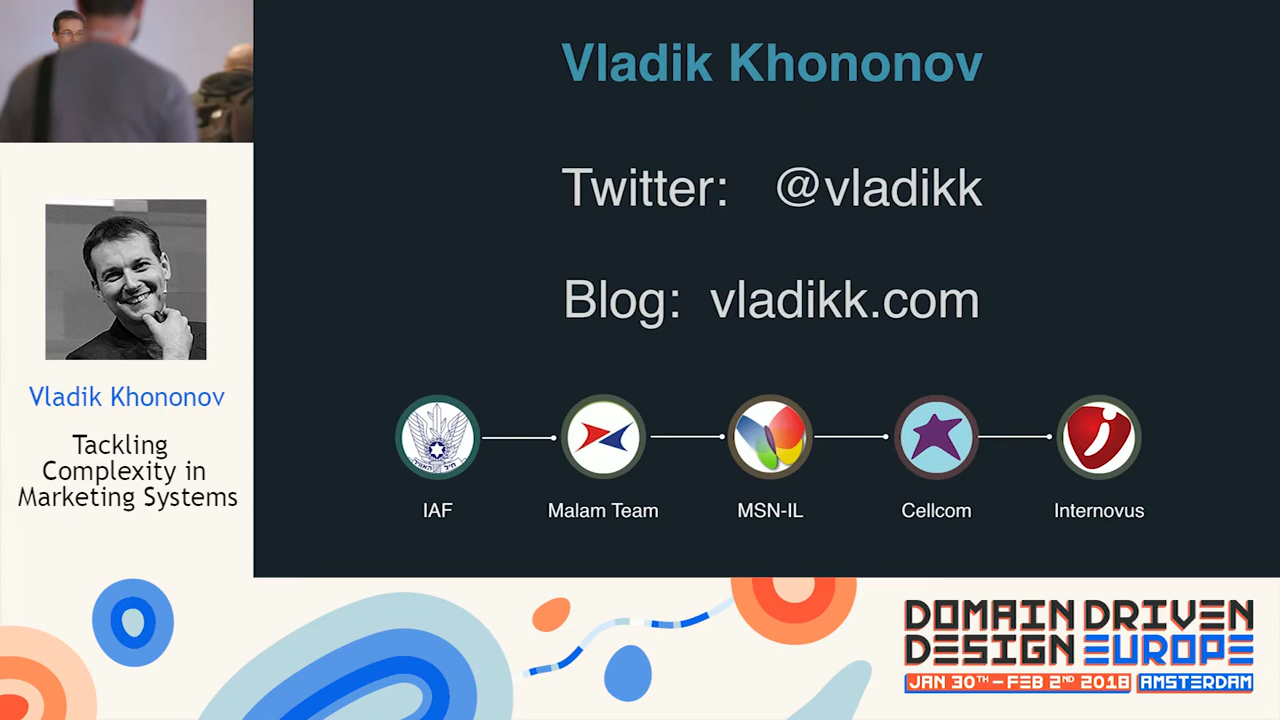 Vladik Khononov
Twitter: @vladikk
Blog: vladikk.com
IAF
Malam Team
MSN-IL
Cellcom
Internovus
Vladik Khononov
Tackling
Complexity in
Marketing Systems
DOMAIN DRIVEN
DESIGN EUROPE
JAN 30TH - FEB 2ND 2018 AMSTERDAM